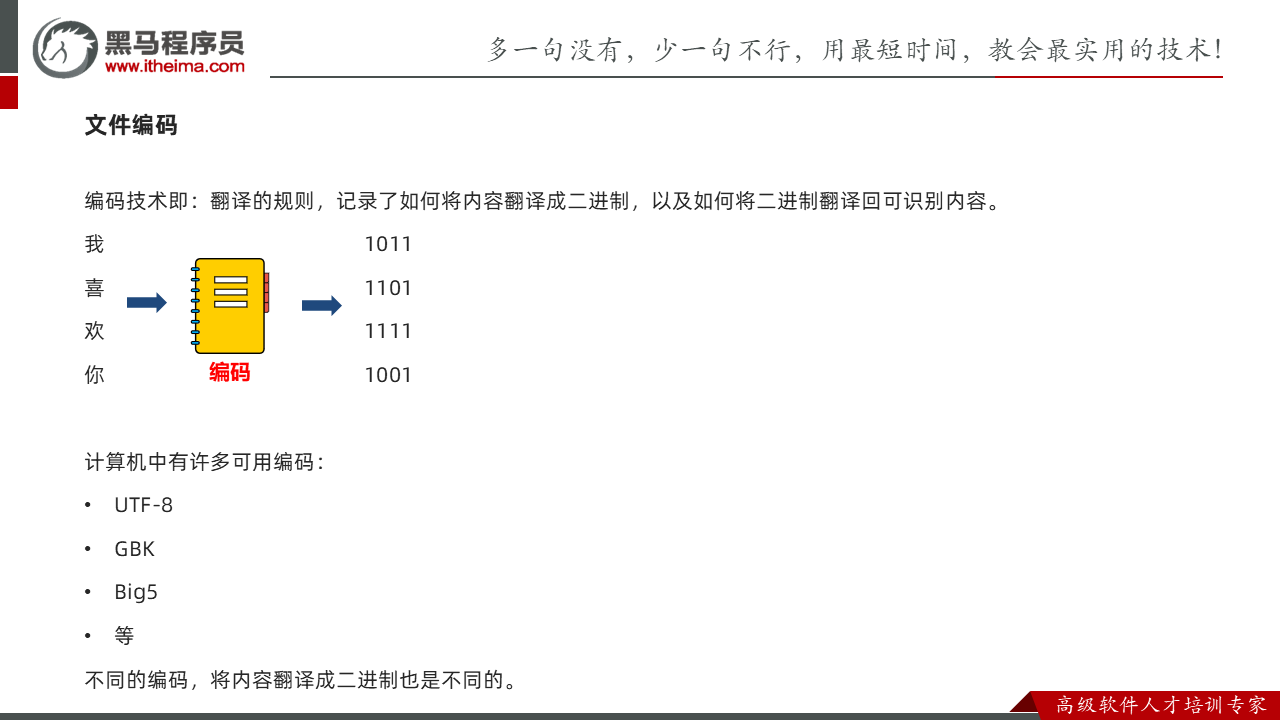 黑马程序员
www.itheima.com
多一句没有，少一句不行，用最短时间，教会最实用的技术！
文件编码
编码技术即：翻译的规则，记录了如何将内容翻译成二进制，以及如何将二进制翻译回可识别内容。
我 1011
喜 1101
欢 1111
编码
你 1001
计算机中有许多可用编码：
• UTF-8
• GBK
• Big5
• 等
不同的编码，将内容翻译成二进制也是不同的。
高级软件人才培训专家